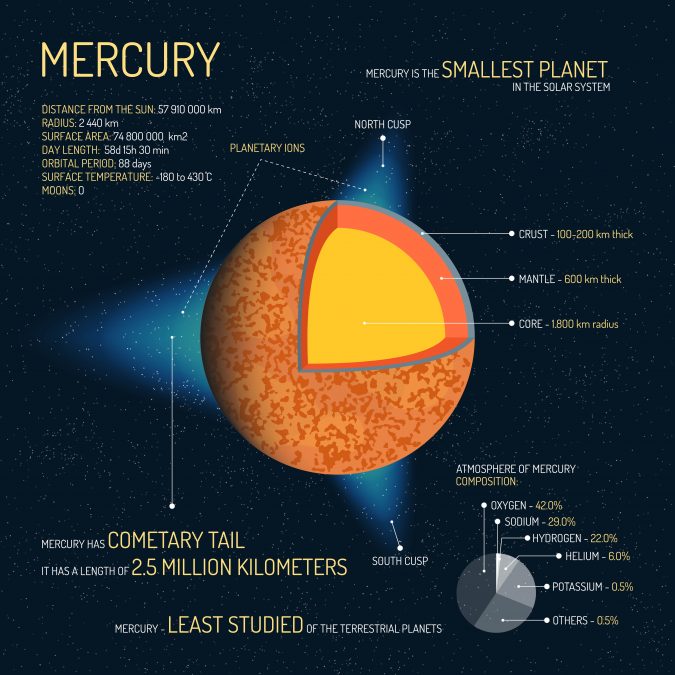 MERCURY
MERCURY IS THE SMALLEST PLANET
IN THE SOLAR SYSTEM
DISTANCE FROM THE SUN: 57 910 000 km
RADIUS: 2 440 km
SURFACE AREA: 74 800 000 km2
DAY LENGTH: 58d 15h 30 min
ORBITAL PERIOD: 88 days
SURFACE TEMPERATURE: -180 to 430°C
MOONS: 0
NORTH CUSP
PLANETARY IONS
CRUST - 100-200 km thick
MANTLE - 600 km thick
CORE - 1.800 km radius
ATMOSPHERE OF MERCURY
COMPOSITION:
OXYGEN - 42.0%
SODIUM - 29.0%
HYDROGEN - 22.0%
HELIUM - 6.0%
POTASSIUM - 0.5%
OTHERS - 0.5%
MERCURY HAS COMETARY TAIL
IT HAS A LENGTH OF 2.5 MILLION KILOMETERS
SOUTH CUSP
MERCURY - LEAST STUDIED OF THE TERRESTRIAL PLANETS